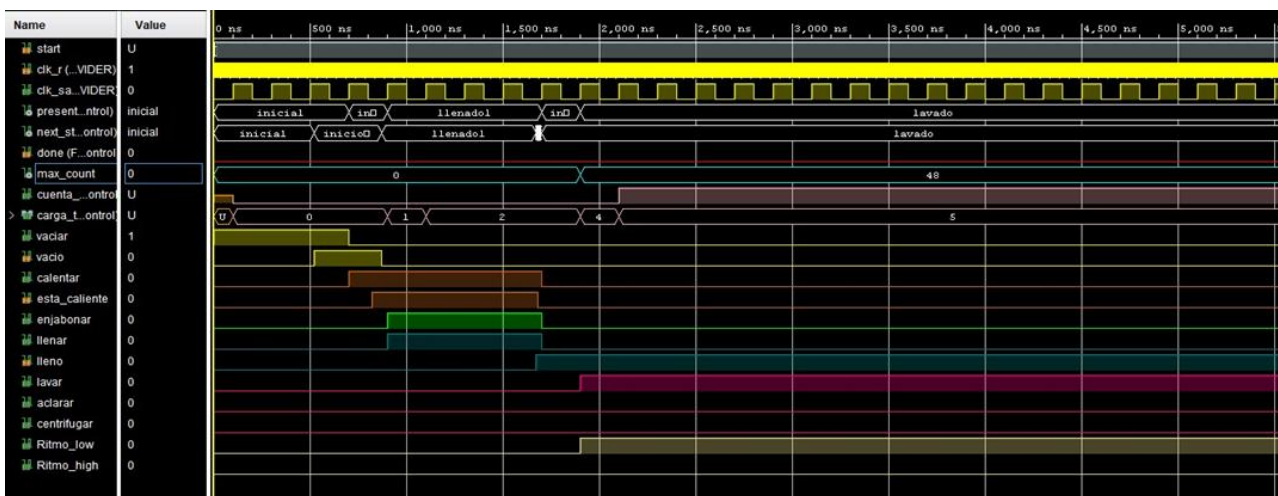 Name Value
0 ns 500 ns 1,000 ns 1,500 ns 2,000 ns 2,500 ns 3,000 ns 3,500 ns 4,000 ns 4,500 ns 5,000 ns
start U
clk_r (...VIDER) 1
clk_sa...VIDER) 0
present...ntrol) inicial inicial in llenado1 in lavado
next_st...ontrol) inicial inicial inicio llenado1 lavado
done (F...ontrol 0
max_count 0 0 48
cuenta_...ontrol U
carga_t...ontrol) U U 0 1 2 4 5
vaciar 1
vacio 0
calentar 0
esta_caliente 0
enjabonar 0
llenar 0
lleno 0
lavar 0
aclarar 0
centrifugar 0
Ritmo_low 0
Ritmo_high 0